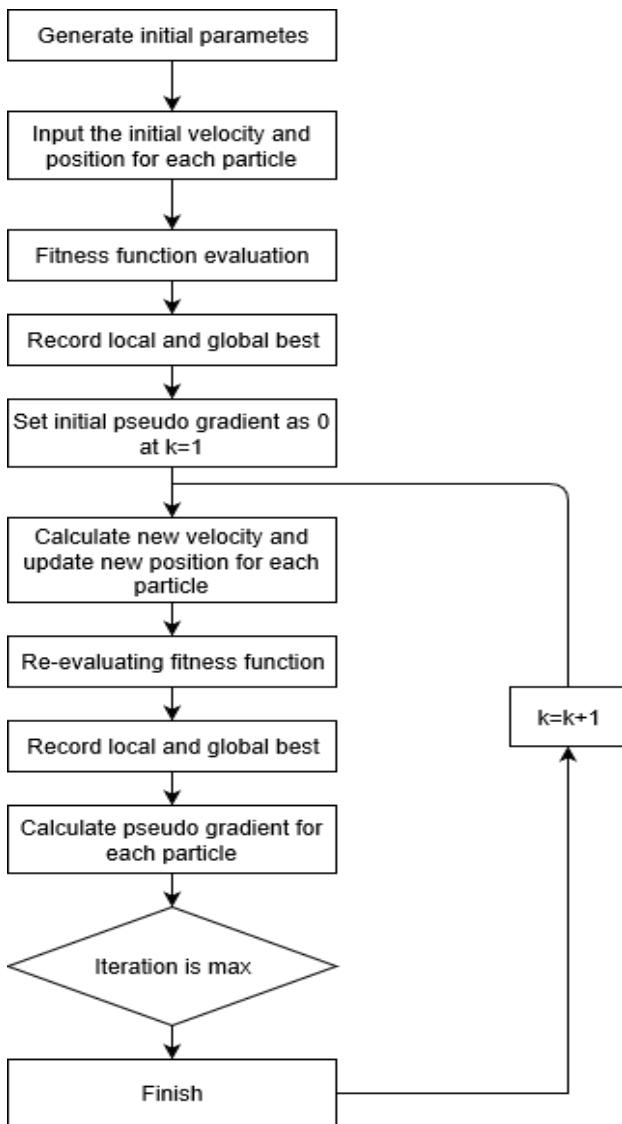 Generate initial parametes
Input the initial velocity and
position for each particle
Fitness function evaluation
Record local and global best
Set initial pseudo gradient as 0
at k=1
Calculate new velocity and
update new position for each
particle
Re-evaluating fitness function
Record local and global best
Calculate pseudo gradient for
each particle
Iteration is max
Finish
k=k+1